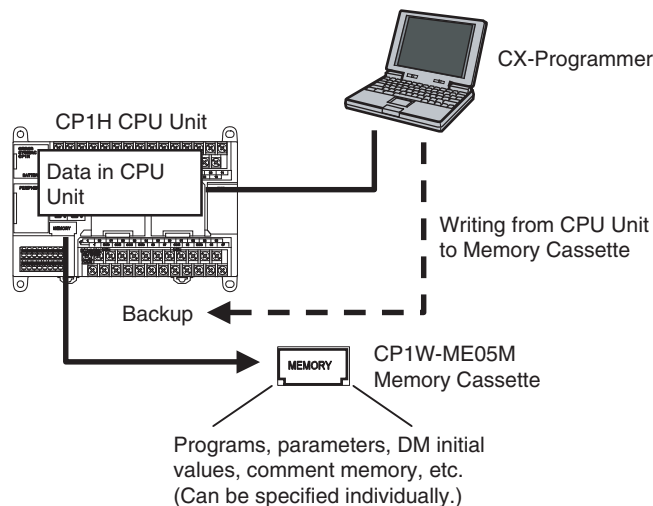 CX-Programmer
CP1H CPU Unit
Data in CPU
Unit
MEMORY
Writing from CPU Unit
to Memory Cassette
Backup
MEMORY
CP1W-ME05M
Memory Cassette
Programs, parameters, DM initial
values, comment memory, etc.
(Can be specified individually.)